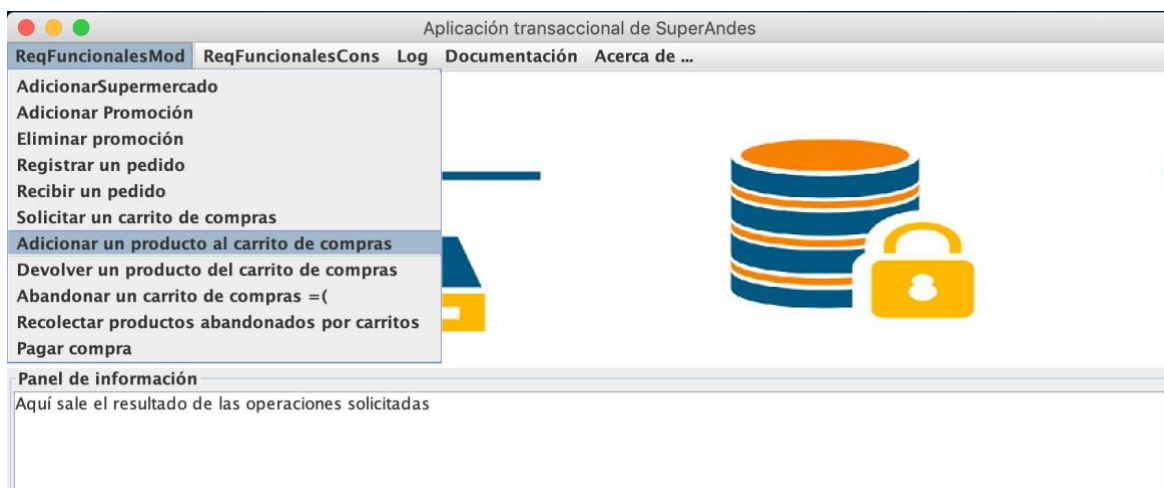 Aplicación transaccional de SuperAndes
ReqFuncionalesMod ReqFuncionalesCons Log Documentación Acerca de ...
AdicionarSupermercado
Adicionar Promoción
Eliminar promoción
Registrar un pedido
Recibir un pedido
Solicitar un carrito de compras
Adicionar un producto al carrito de compras
Devolver un producto del carrito de compras
Abandonar un carrito de compras =(
Recolectar productos abandonados por carritos
Pagar compra
Panel de información
Aquí sale el resultado de las operaciones solicitadas